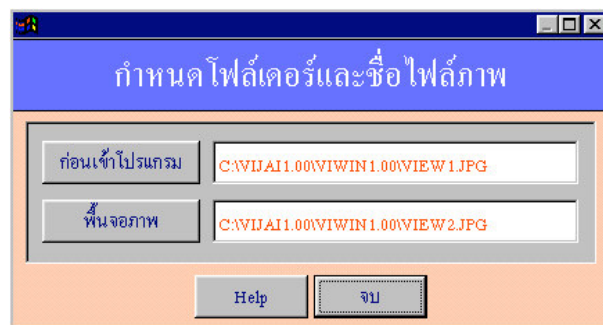 กำหนดโฟล์เดอร์และชื่อไฟล์ภาพ
ก่อนเข้าโปรแกรม C:\VIJAI1.00\VIWIN1.00\VIEW1.JPG
พื้นจอภาพ C:\VIJAI1.00\VIWIN1.00\VIEW2.JPG
Help จบ